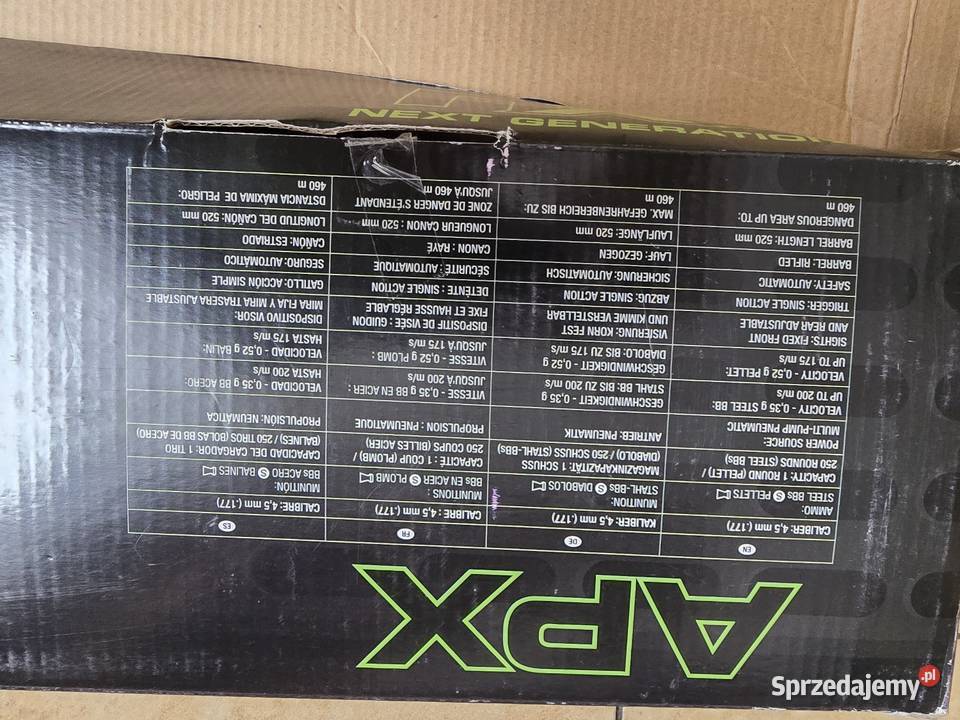 NEXT GENERATION
APX
EN
CALIBER: 4,5 mm (.177)
AMMO:
STEEL BBs PELLETS
CAPACITY: 1 ROUND (PELLET) /
250 ROUNDS (STEEL BBs)
POWER SOURCE:
MULTI-PUMP PNEUMATIC
VELOCITY - 0,35 g STEEL BB:
UP TO 200 m/s
VELOCITY - 0,52 g PELLET:
UP TO 175 m/s
SIGHTS: FIXED FRONT
AND REAR ADJUSTABLE
TRIGGER: SINGLE ACTION
SAFETY: AUTOMATIC
BARREL: RIFLED
BARREL LENGTH: 520 mm
DANGEROUS AREA UP TO:
460 m
DE
KALIBER: 4,5 mm (.177)
MUNITION:
STAHL-BBs DIABOLOS
MAGAZINKAPAZITÄT: 1 SCHUSS
(DIABOLO) / 250 SCHUSS (STAHL-BBs)
ANTRIEB: PNEUMATIK
GESCHWINDIGKEIT - 0,35 g
STAHL BB: BIS ZU 200 m/s
GESCHWINDIGKEIT - 0,52 g
DIABOLO: BIS ZU 175 m/s
VISIERUNG: KORN FEST
UND KIMME VERSTELLBAR
ABZUG: SINGLE ACTION
SICHERUNG: AUTOMATISCH
LAUF: GEZOGEN
LAUFLÄNGE: 520 mm
MAX. GEFAHRENBEREICH BIS ZU:
460 m
FR
CALIBRE: 4,5 mm (.177)
MUNITIONS :
BBs EN ACIER PLOMB
CAPACITÉ: 1 COUP (PLOMB) /
250 COUPS (BILLES ACIER)
PROPULSION : PNEUMATIQUE
VITESSE - 0,35 g BB EN ACIER :
JUSQU'À 200 m/s
VITESSE - 0,52 g PLOMB :
JUSQU'À 175 m/s
DISPOSITIF DE VISÉE : GUIDON
FIXE ET HAUSSE RÉGLABLE
DÉTENTE : SINGLE ACTION
SÉCURITÉ : AUTOMATIQUE
CANON : RAYÉ
LONGUEUR CANON : 520 mm
ZONE DE DANGER S'ÉTENDANT
JUSQU'À 460 m
ES
CALIBRE: 4,5 mm (.177)
MUNITIÓN:
BBS ACERO BALINES
CAPACIDAD DEL CARGADOR: 1 TIRO
(BALINES) / 250 TIROS (BOLAS BB DE ACERO)
PROPULSIÓN: NEUMÁTICA
VELOCIDAD - 0,35 g BB ACERO:
HASTA 200 m/s
VELOCIDAD - 0,52 g BALIN:
HASTA 175 m/s
DISPOSITIVO VISOR:
MIRA FIJA Y MIRA TRASERA AJUSTABLE
GATILLO: ACCIÓN SIMPLE
SEGURO: AUTOMÁTICO
CAÑÓN: ESTRIADO
LONGITUD DEL CAÑÓN: 520 mm
DISTANCIA MÁXIMA DE PELIGRO:
460 m
Sprzedajemy.pl